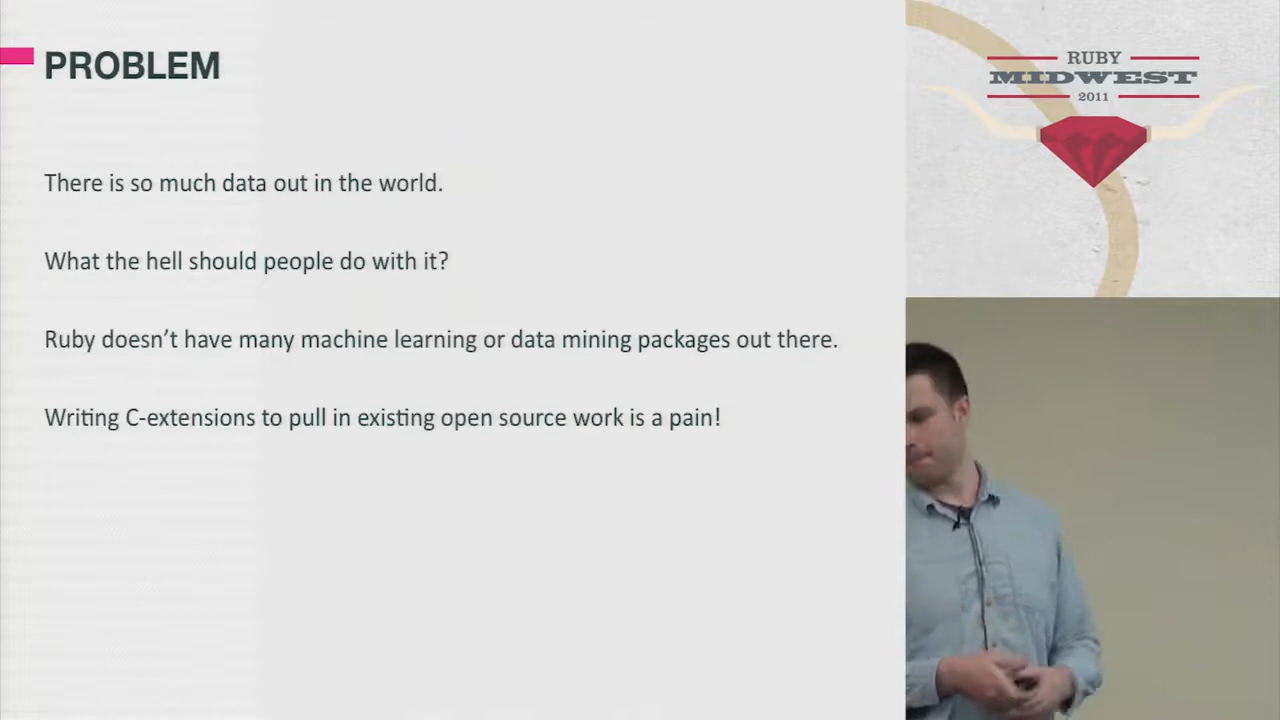 PROBLEM
There is so much data out in the world.
What the hell should people do with it?
Ruby doesn’t have many machine learning or data mining packages out there.
Writing C-extensions to pull in existing open source work is a pain!
RUBY
MIDWEST
2011